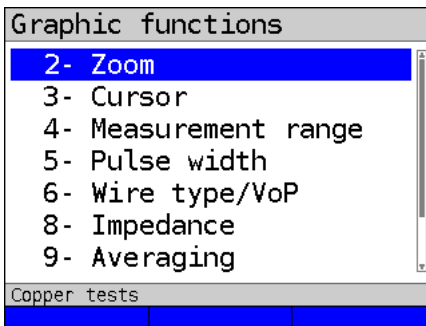 Graphic functions
2- Zoom
3- Cursor
4- Measurement range
5- Pulse width
6- Wire type/VoP
8- Impedance
9- Averaging
Copper tests